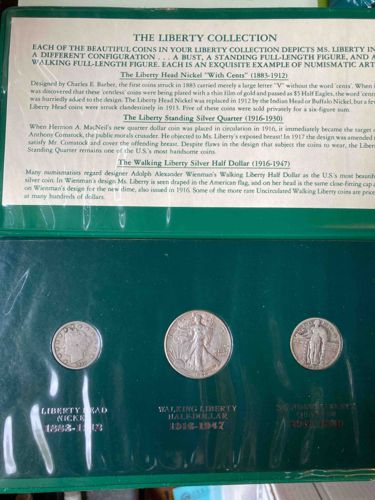 THE LIBERTY COLLECTION
EACH OF THE BEAUTIFUL COINS IN YOUR LIBERTY COLLECTION DEPICTS MS. LIBERTY IN
A DIFFERENT CONFIGURATION . . . A BUST, A STANDING FULL-LENGTH FIGURE, AND A
WALKING FULL-LENGTH FIGURE. EACH IS AN EXQUISITE EXAMPLE OF NUMISMATIC ART
The Liberty Head Nickel "With Cents" (1883-1912)
Designed by Charles E. Barber, the first coins struck in 1883 carried merely a large letter "V" without the word 'cents'. When i
was discovered that these 'centless' coins were being plated with a thin film of gold and passed as $5 Half Eagles, the word 'cents
was hurriedly added to the design. The Liberty Head Nickel was replaced in 1912 by the Indian Head or Buffalo Nickel, but a few
Liberty Head coins were struck clandestinely in 1913. Five of these coins were sold privately for a six-figure sum.
The Liberty Standing Silver Quarter (1916-1930)
When Hermon A. MacNeil's new quarter dollar coin was placed in circulation in 1916, it immediately became the target o
Anthony Comstock, the public morals crusader. He objected to Ms. Liberty's exposed breast! In 1917 the design was amended t
satisfy Mr. Comstock and cover the offending breast. Despite flaws in the design that subject the coins to wear, the Libert
Standing Quarter remains one of the U.S.'s most handsome coins.
The Walking Liberty Silver Half Dollar (1916-1947)
Many numismatists regard designer Adolph Alexander Wienman's Walking Liberty Half Dollar as the U.S.'s most beautif
silver coin. In Wienman's design Ms. Liberty is seen draped in the American flag, and on her head is the same close-fitting cap a
on Wienman's design for the new dime, also issued in 1916. Some of the more rare Uncirculated Walking Liberty coins are price
at many hundreds of dollars.
LIBERTY HEAD
NICKEL
1883-1913
WALKING LIBERTY
HALF-DOLLAR
1916-1947